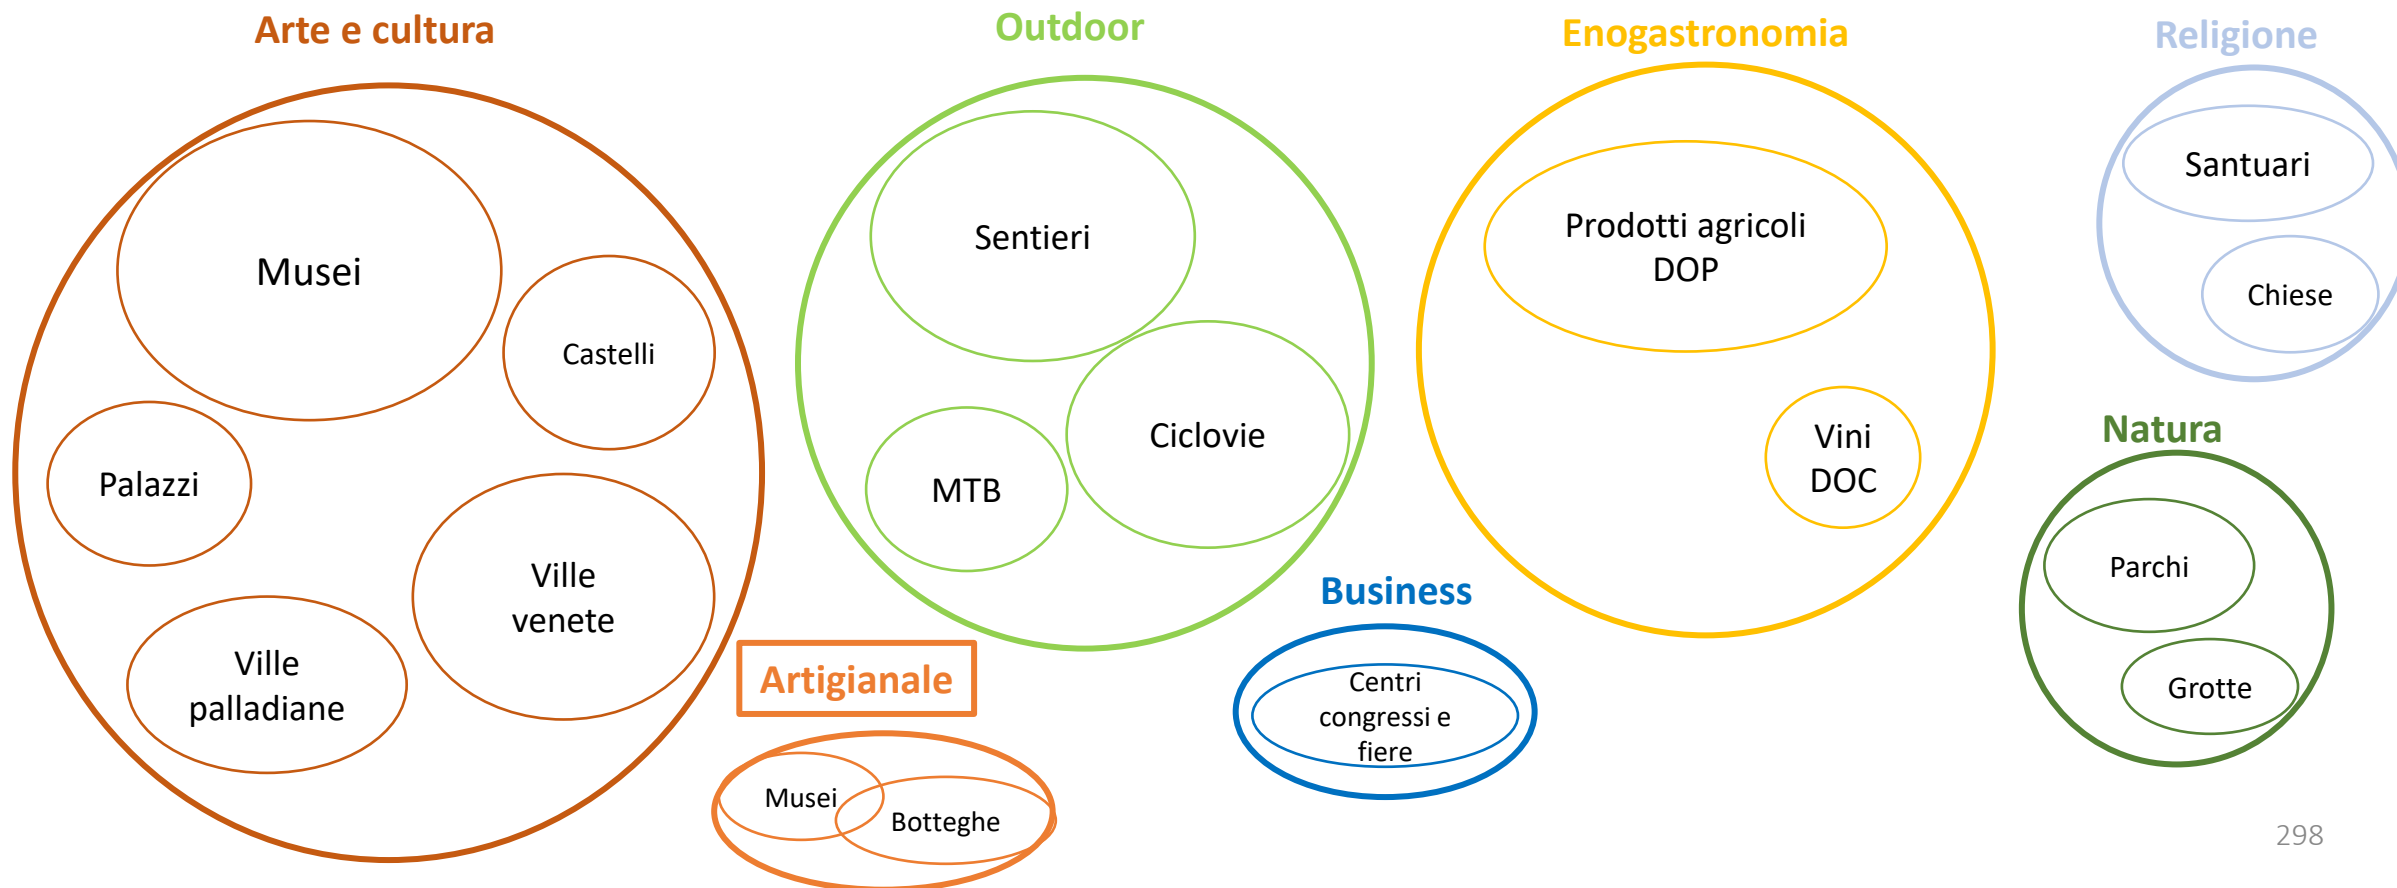 Arte e cultura
Musei
Castelli
Palazzi
Ville
venete
Ville
palladiane
Outdoor
Sentieri
Ciclovie
MTB
Enogastronomia
Prodotti agricoli
DOP
Vini
DOC
Religione
Santuari
Chiese
Natura
Parchi
Grotte
Business
Centri
congressi e
fiere
Artigianale
Musei
Botteghe
298